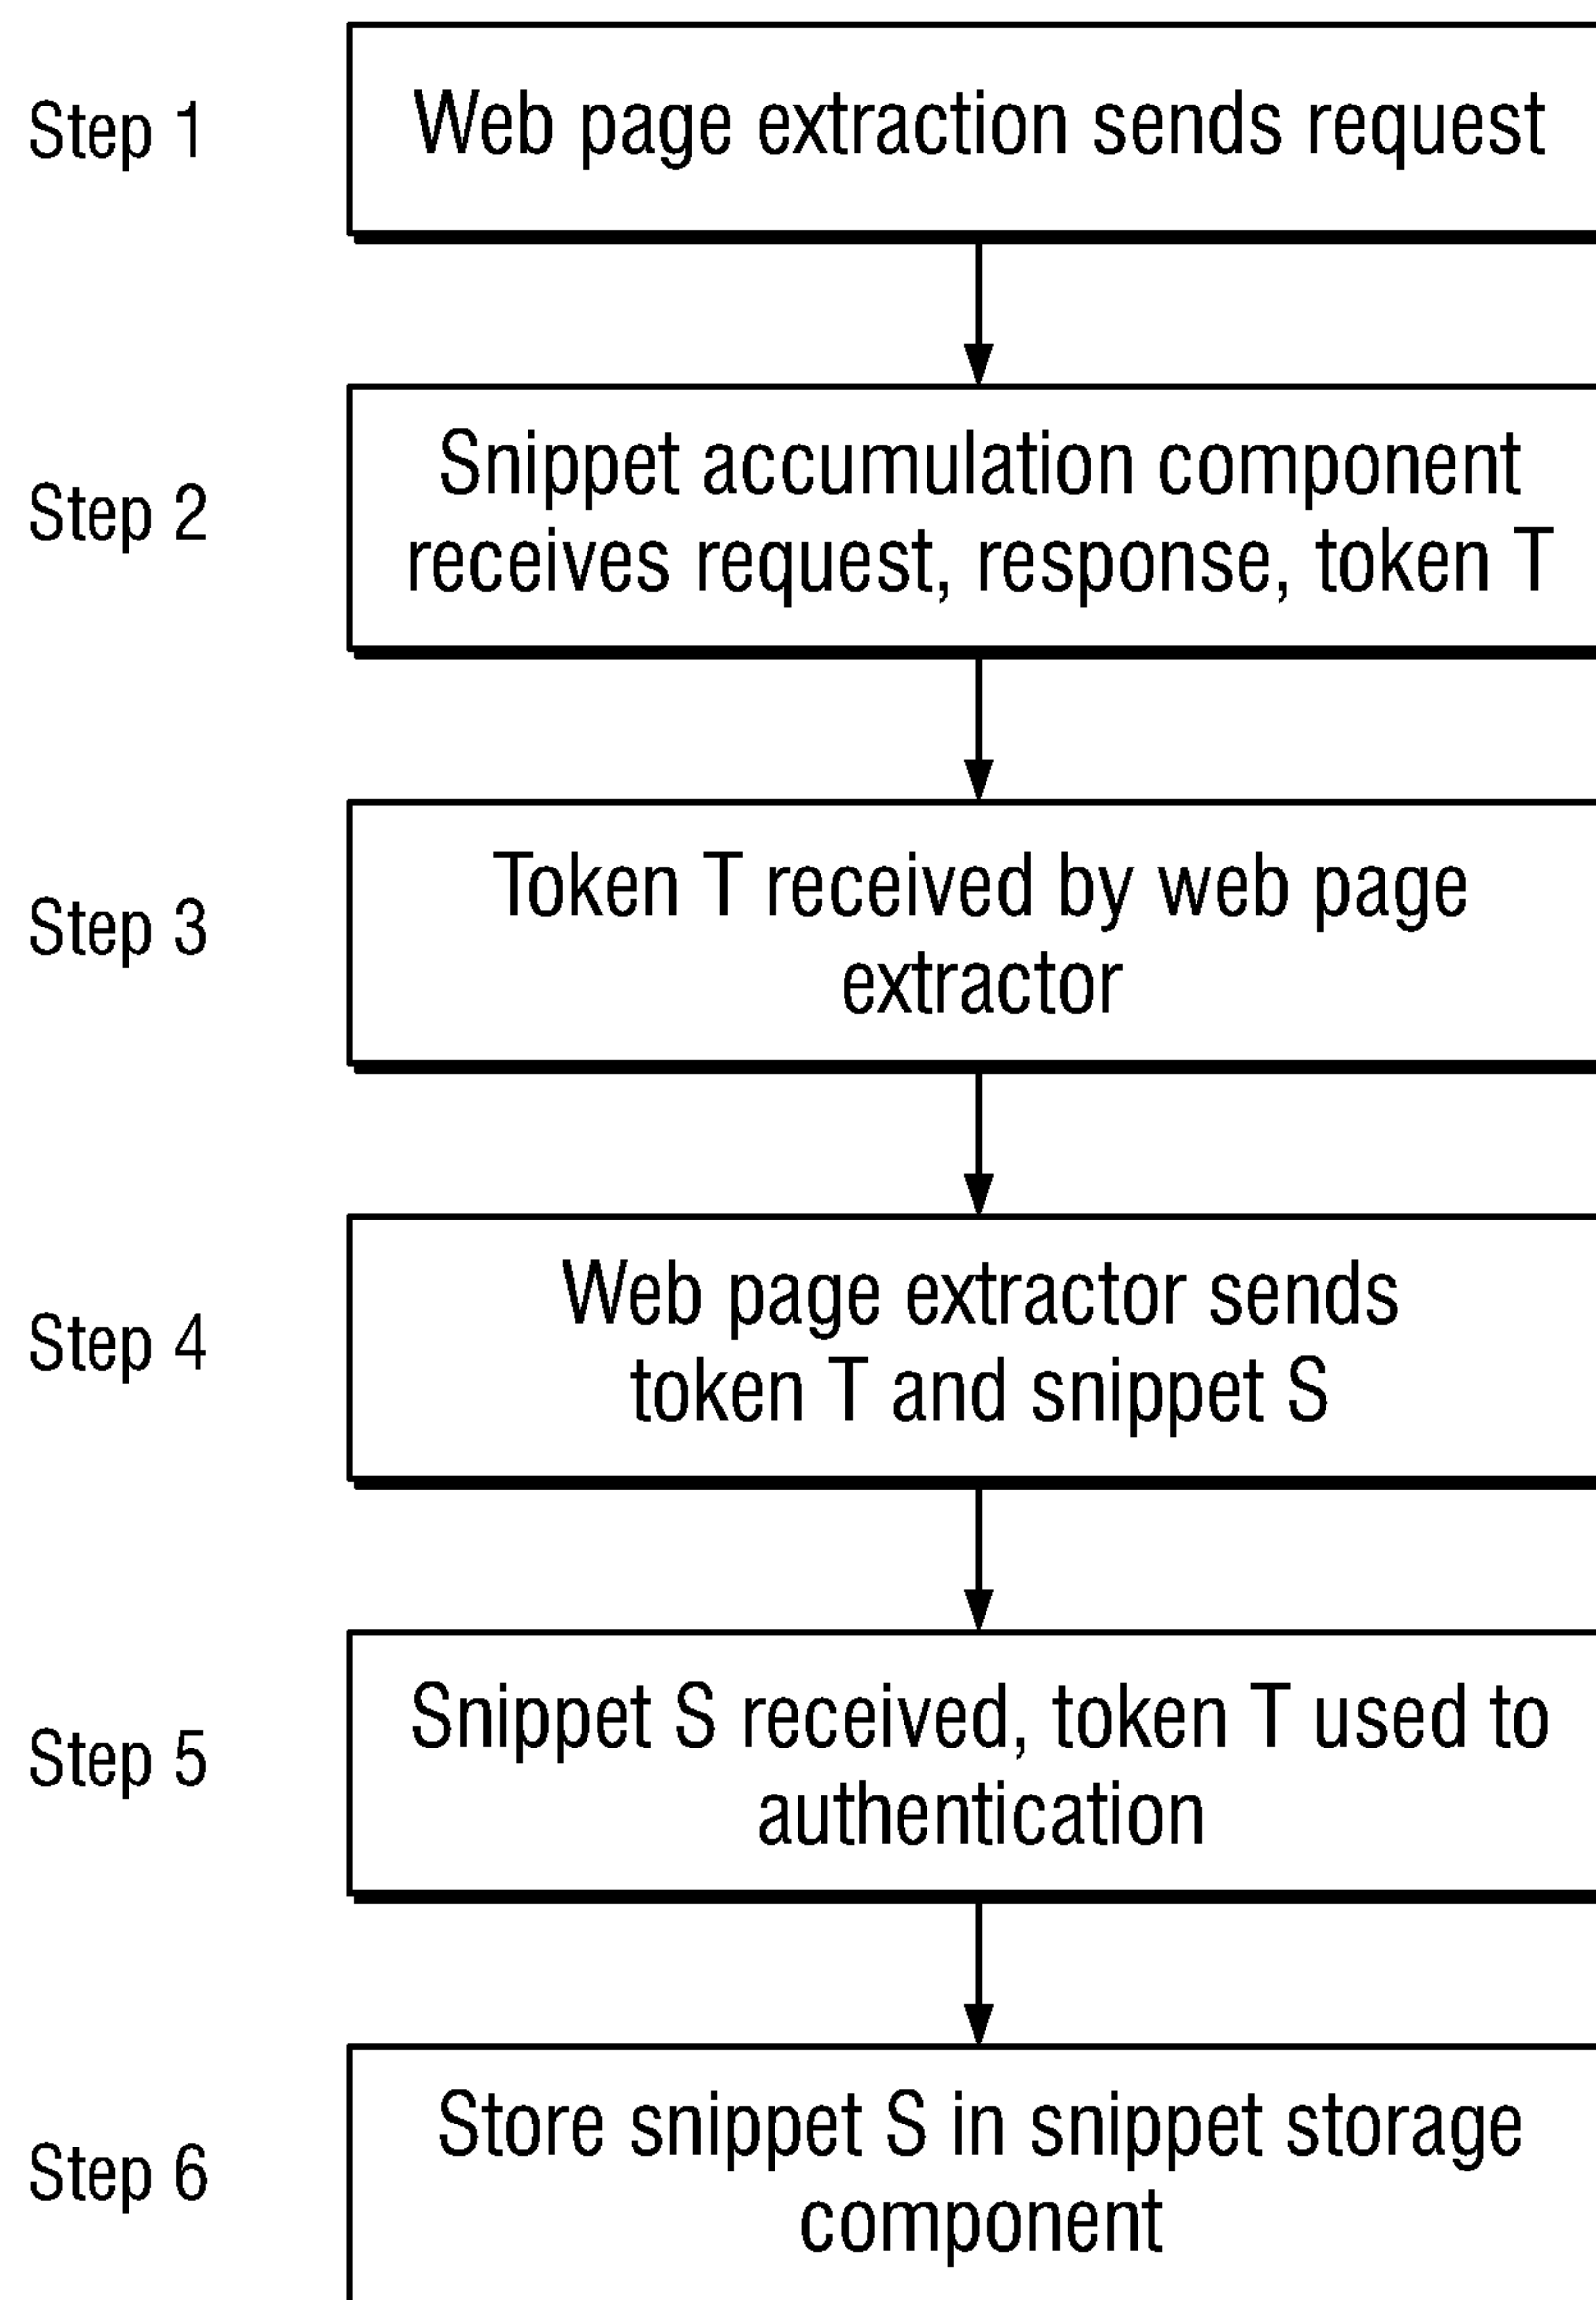 Step 1
Web page extraction sends request
Step 2
Snippet accumulation component
receives request, response, token T
Step 3
Token T received by web page
extractor
Step 4
Web page extractor sends
token T and snippet S
Step 5
Snippet S received, token T used to
authentication
Step 6
Store snippet S in snippet storage
component